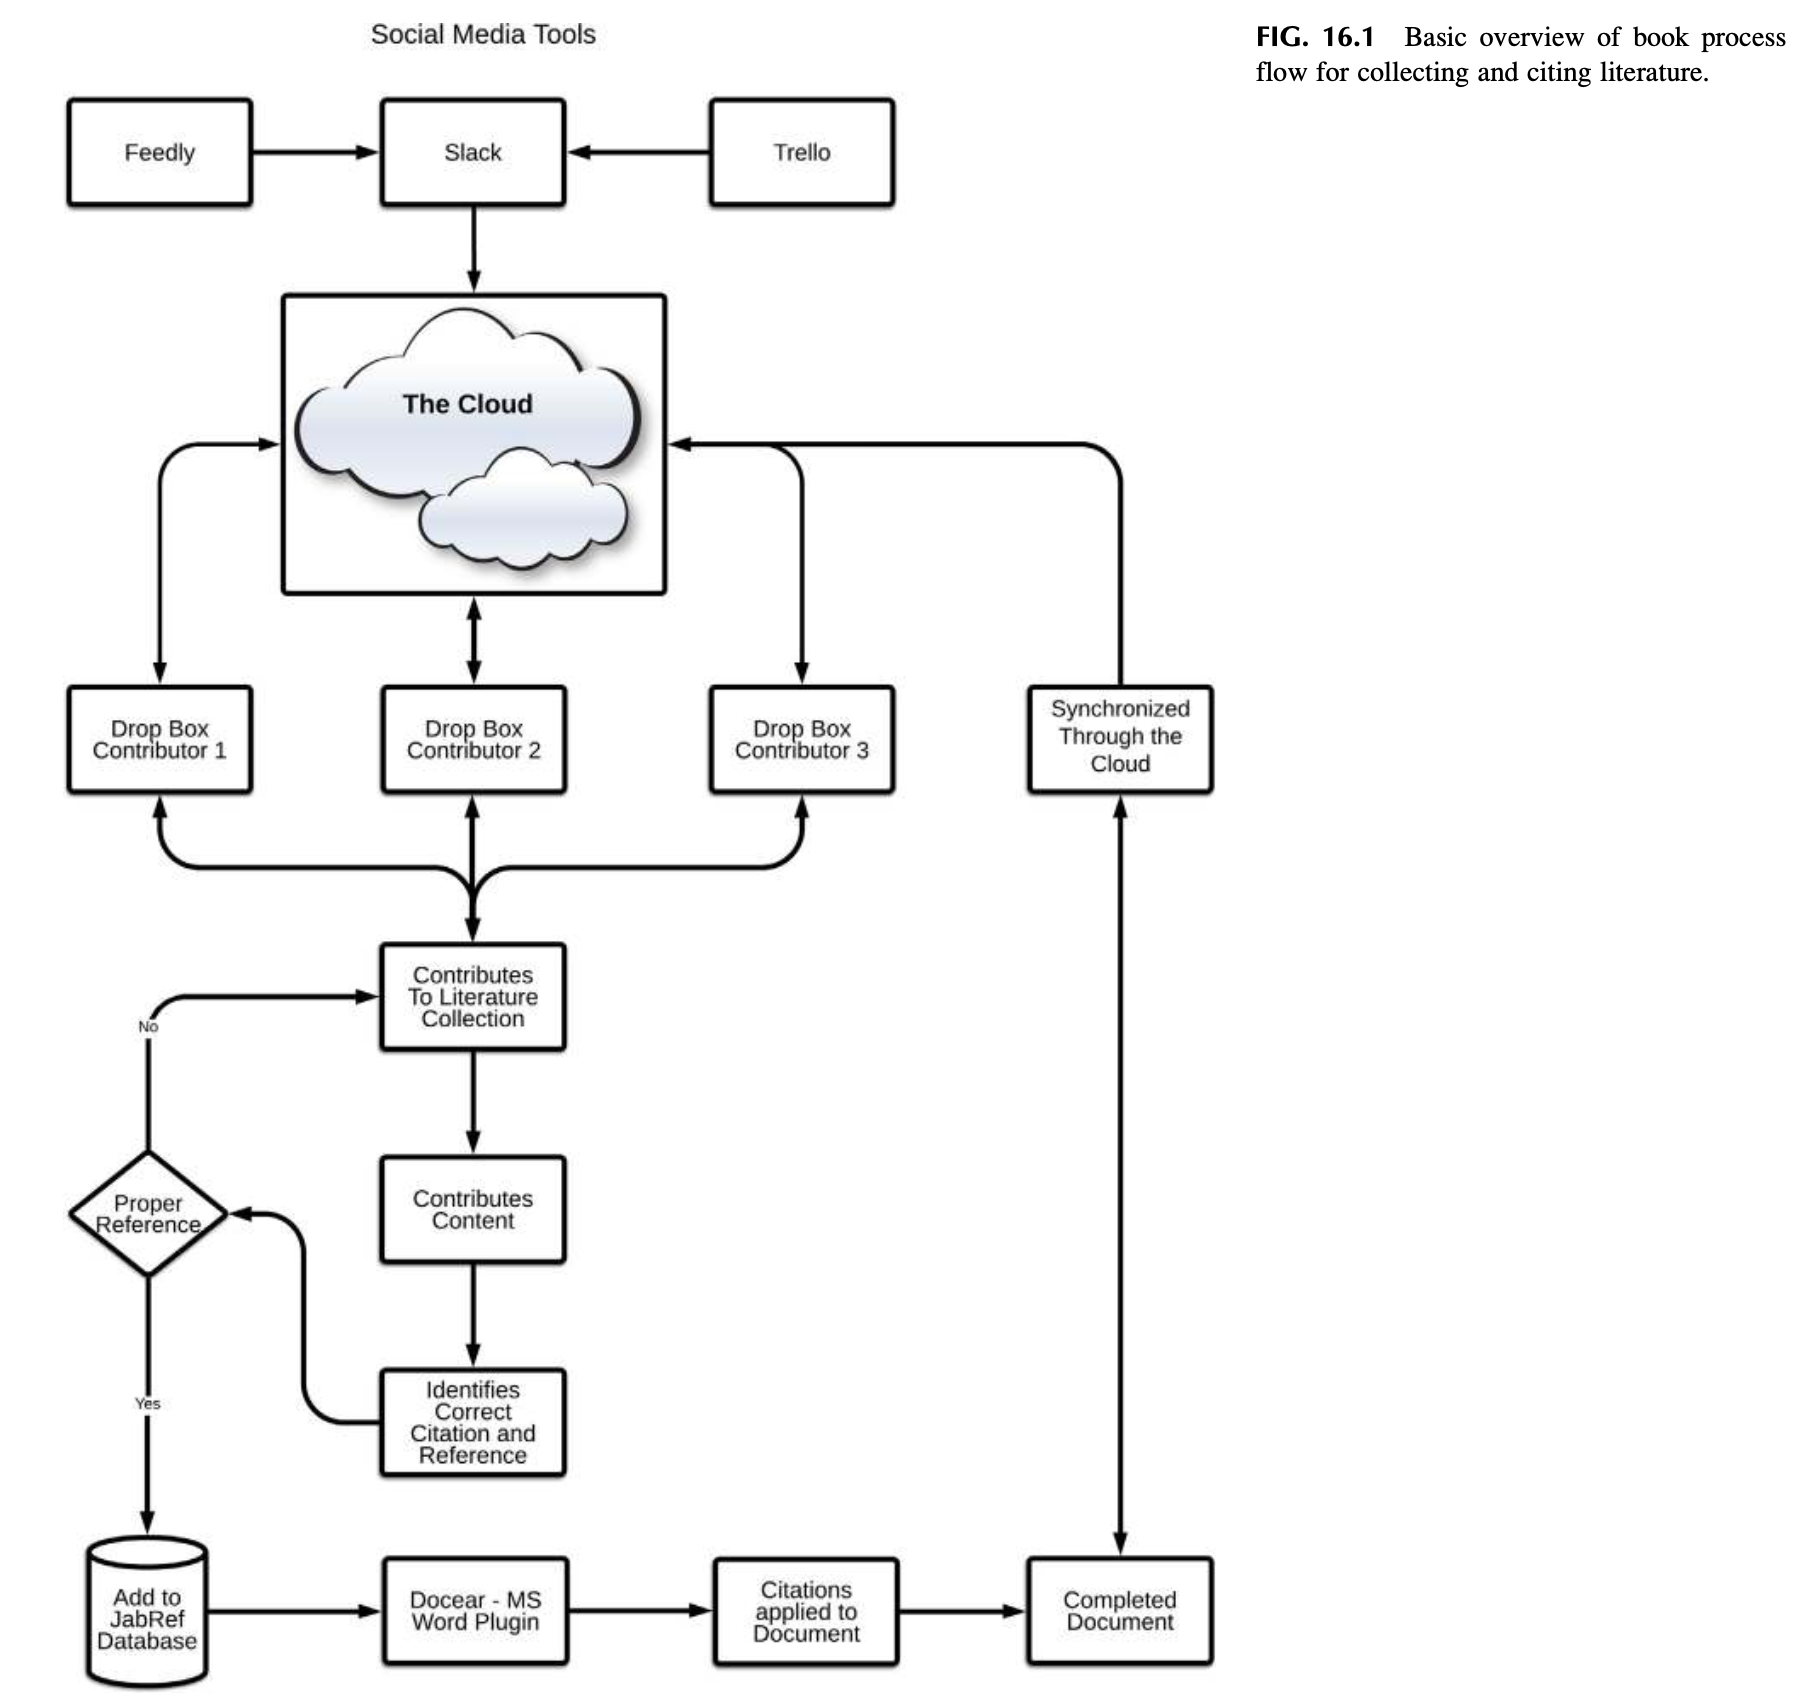 Social Media Tools
FIG. 16.1 Basic overview of book process
flow for collecting and citing literature.
Feedly
Slack
Trello
The Cloud
Drop Box
Contributor 1
Drop Box
Contributor 2
Drop Box
Contributor 3
Synchronized
Through the
Cloud
Contributes
To Literature
Collection
No
Proper
Reference
Contributes
Content
Yes
Identifies
Correct
Citation and
Reference
Add to
JabRef
Database
Docear - MS
Word Plugin
Citations
applied to
Document
Completed
Document